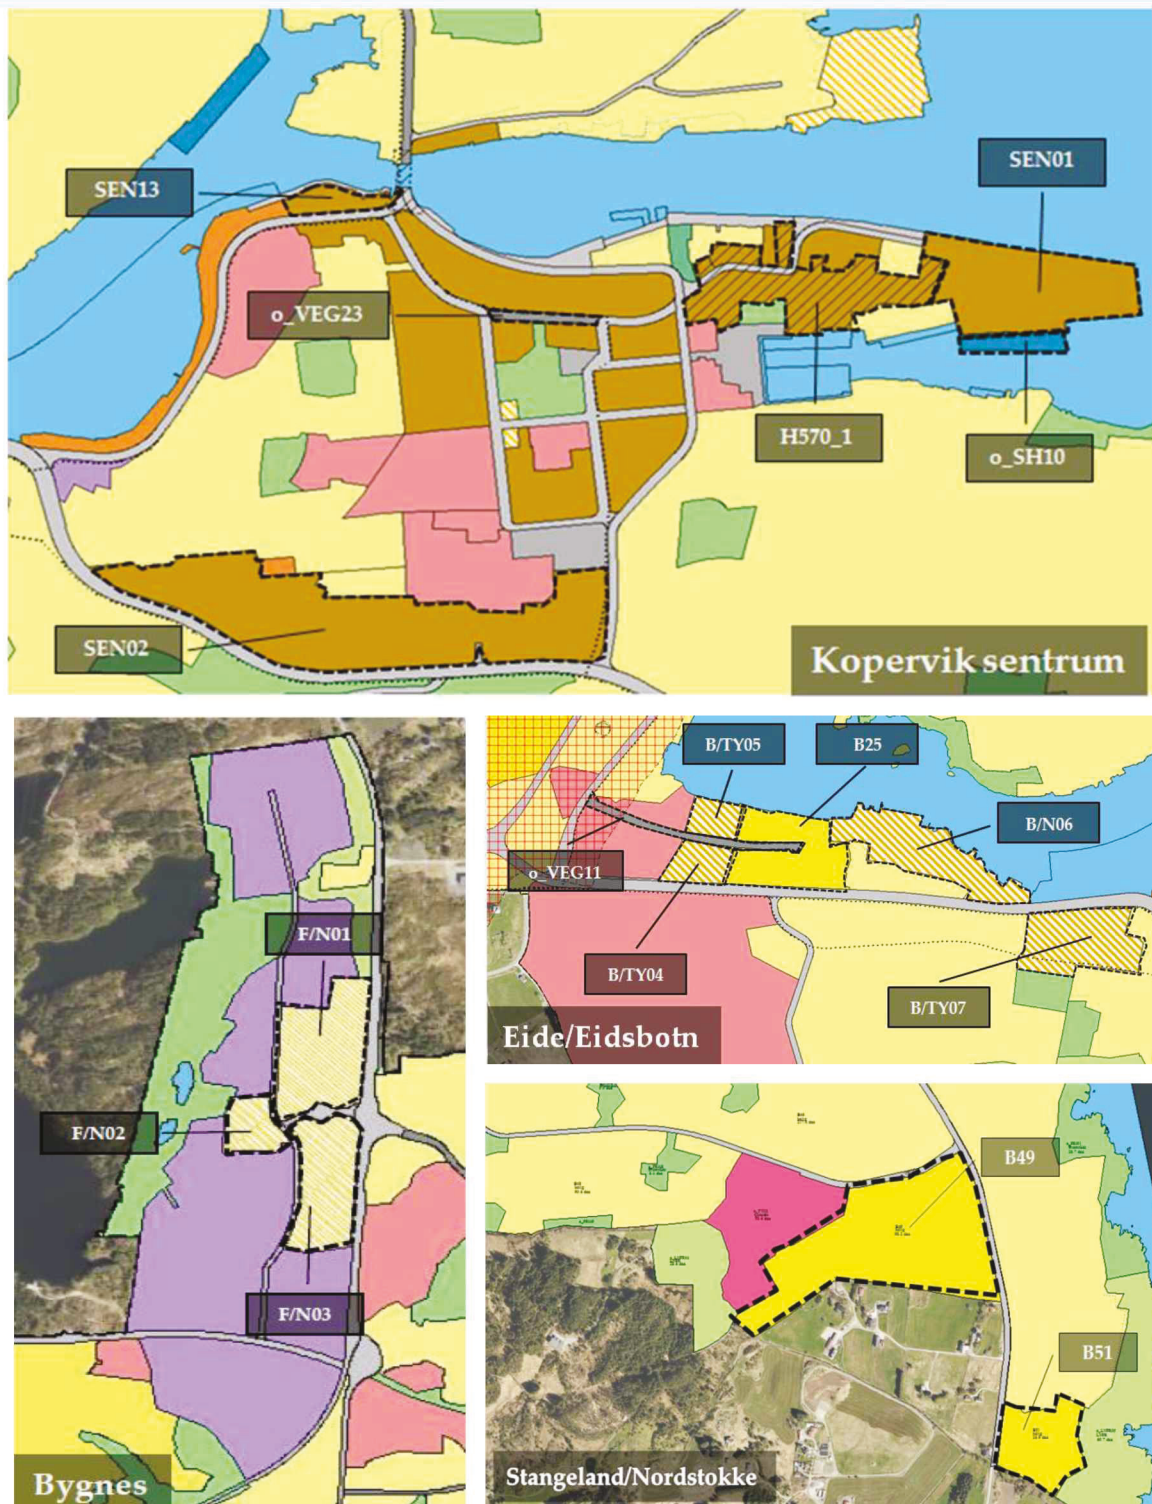 SEN01
SEN13
o_VEG23
H570_1
o_SH10
SEN02
Kopervik sentrum
F/N01
F/N02
F/N03
Bygnes
B/TY05
B25
B/N06
o_VEG11
B/TY04
B/TY07
Eide/Eidsbotn
B49
B51
Stangeland/Nordstokke